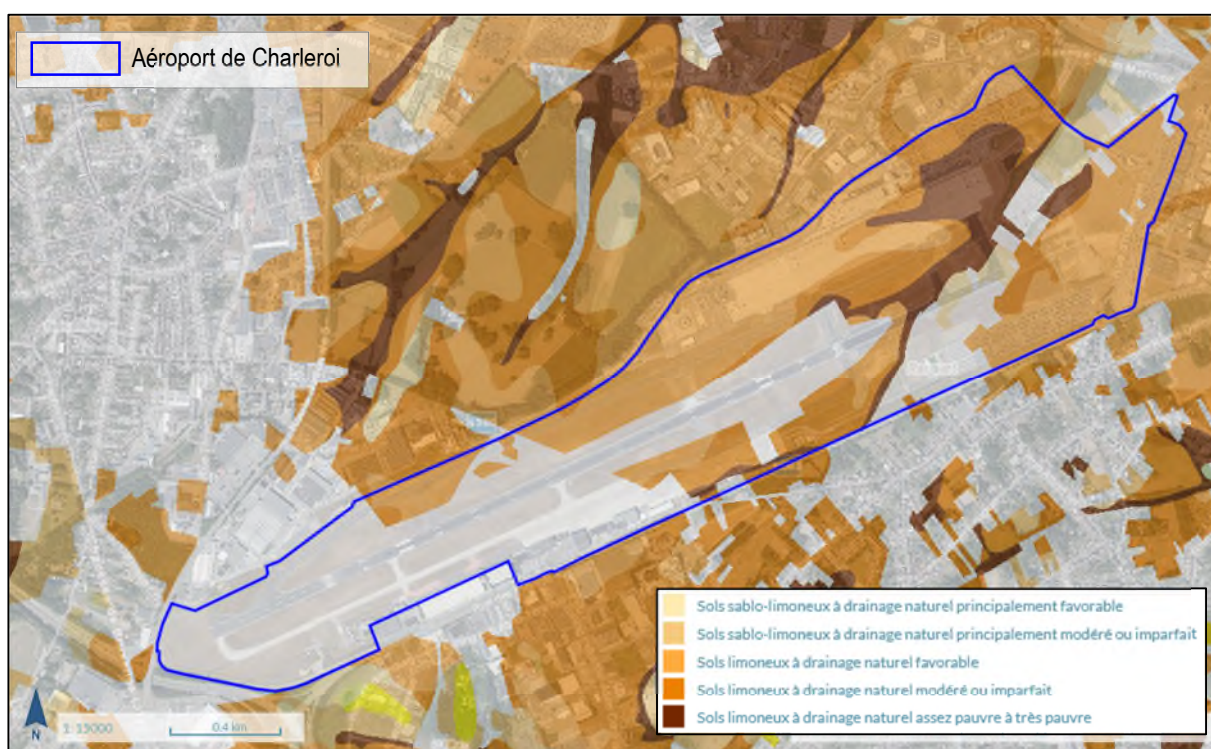 Aéroport de Charleroi
Sols sablo-limoneux à drainage naturel principalement favorable
Sols sablo-limoneux à drainage naturel principalement modéré ou imparfait
Sols limoneux à drainage naturel favorable
Sols limoneux à drainage naturel modéré ou imparfait
Sols limoneux à drainage naturel assez pauvre à très pauvre
N
1: 15000
0.4 km